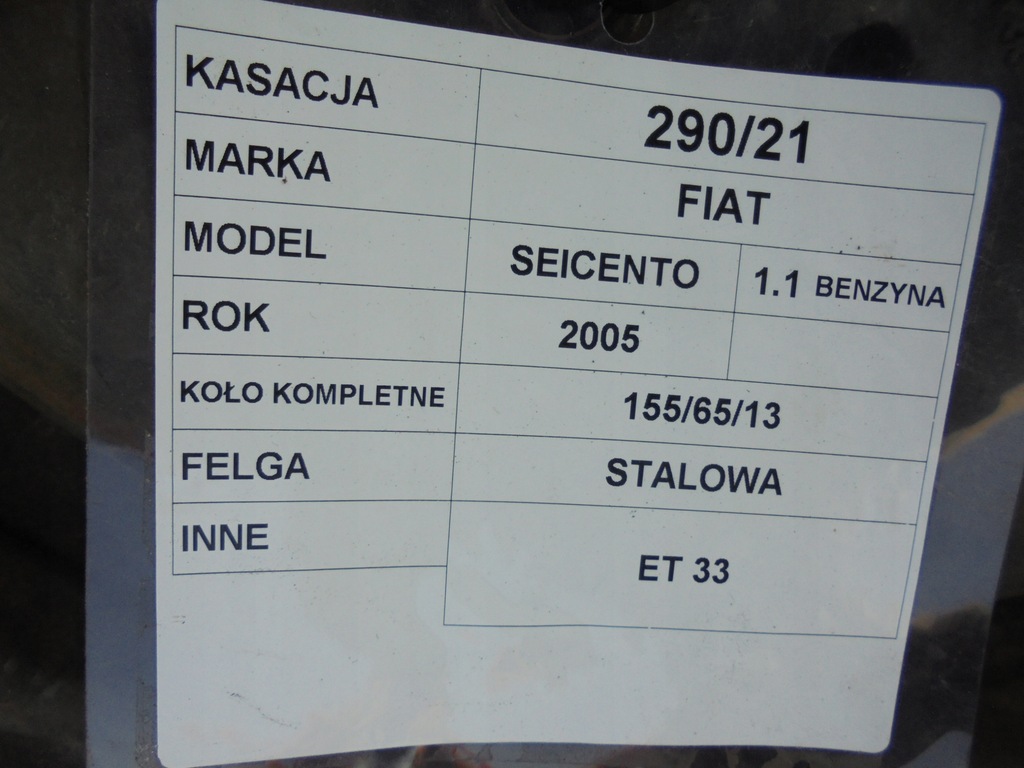 KASACJA 290/21
MARKA FIAT
MODEL SEICENTO 1.1 BENZYNA
ROK 2005
KOŁO KOMPLETNE 155/65/13
FELGA STALOWA
INNE ET 33